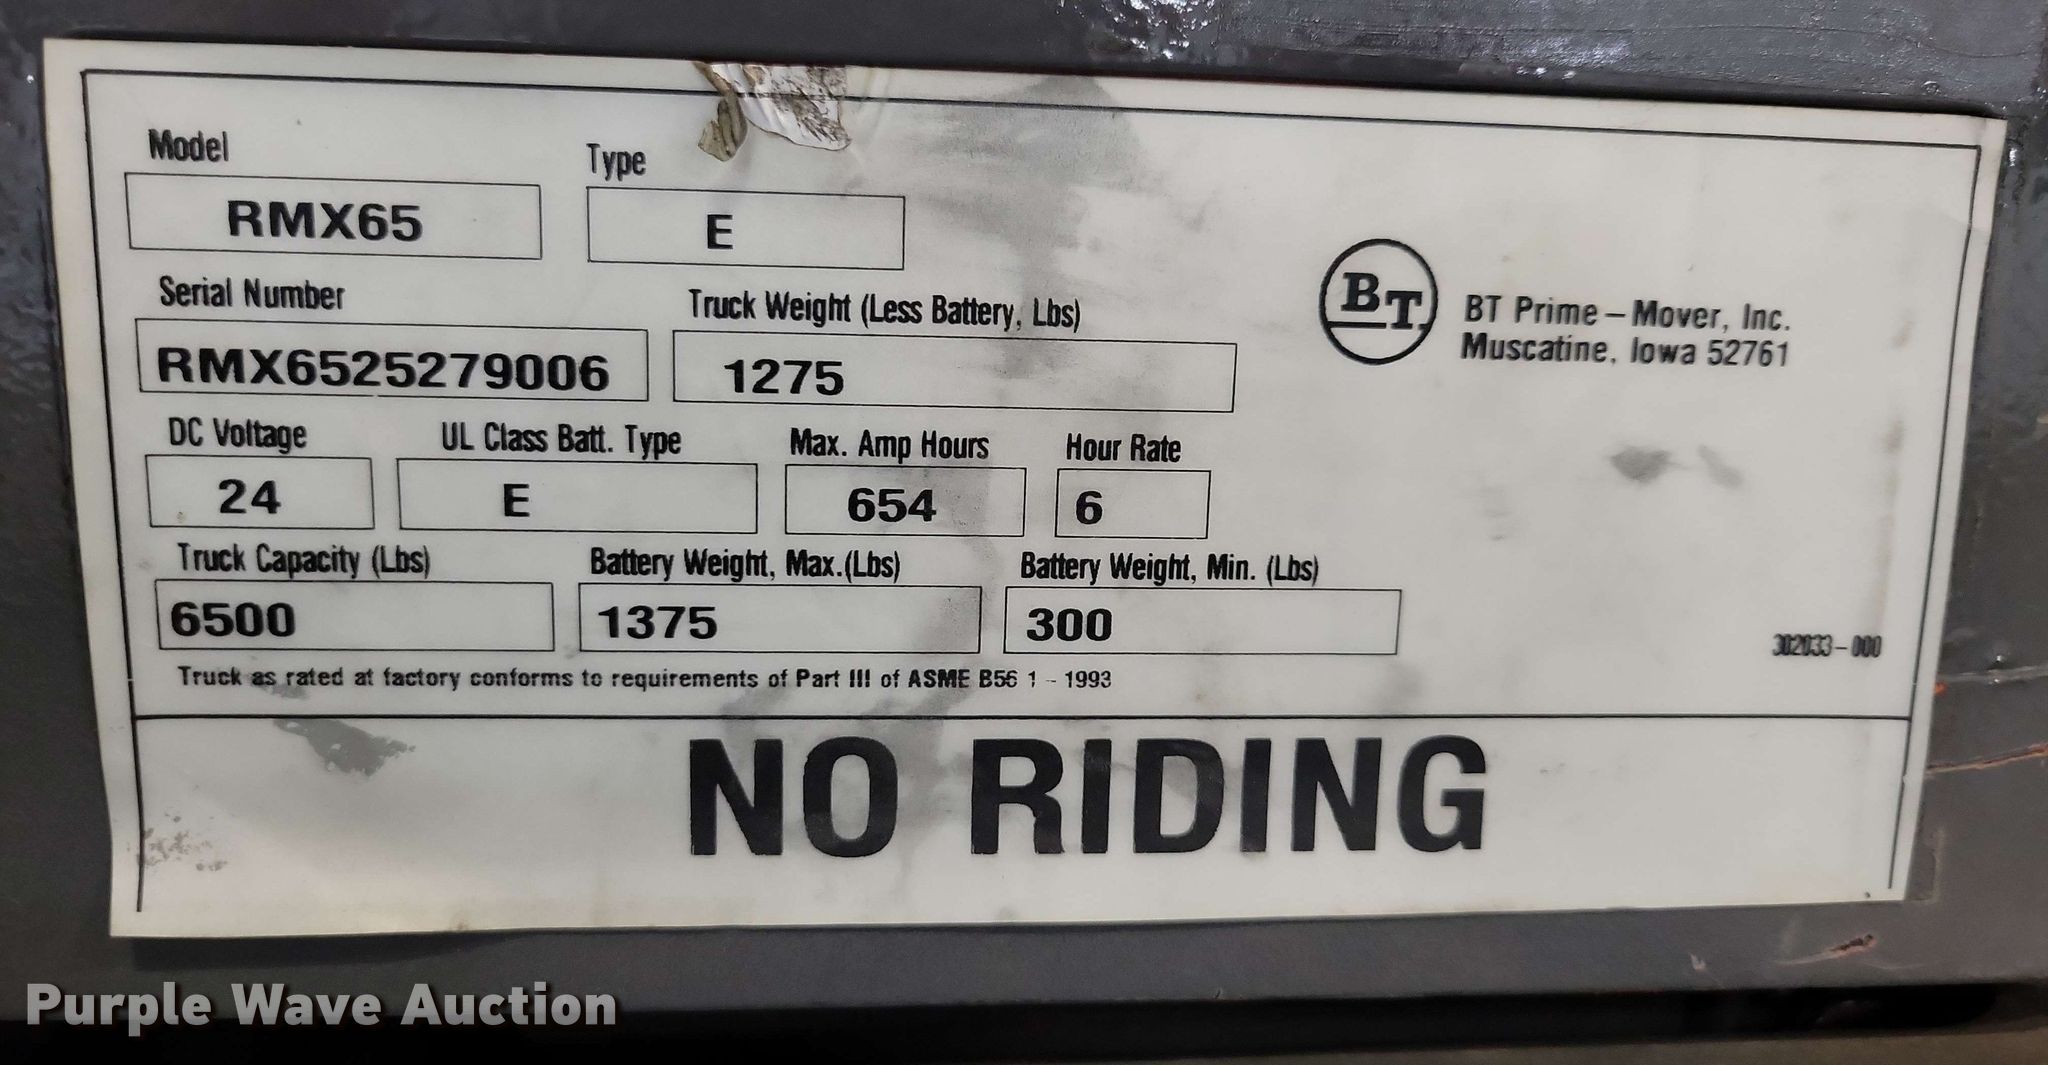 Model
Type
RMX65
E
Serial Number
Truck Weight (Less Battery, Lbs)
RMX6525279006
1275
BT
BT Prime – Mover, Inc.
Muscatine, Iowa 52761
DC Voltage
UL Class Batt. Type
Max. Amp Hours
Hour Rate
24
E
654
6
Truck Capacity (Lbs)
Battery Weight, Max.(Lbs)
Battery Weight, Min. (Lbs)
6500
1375
300
302033-000
Truck as rated at factory conforms to requirements of Part III of ASME B56 1 - 1993
NO RIDING
Purple Wave Auction